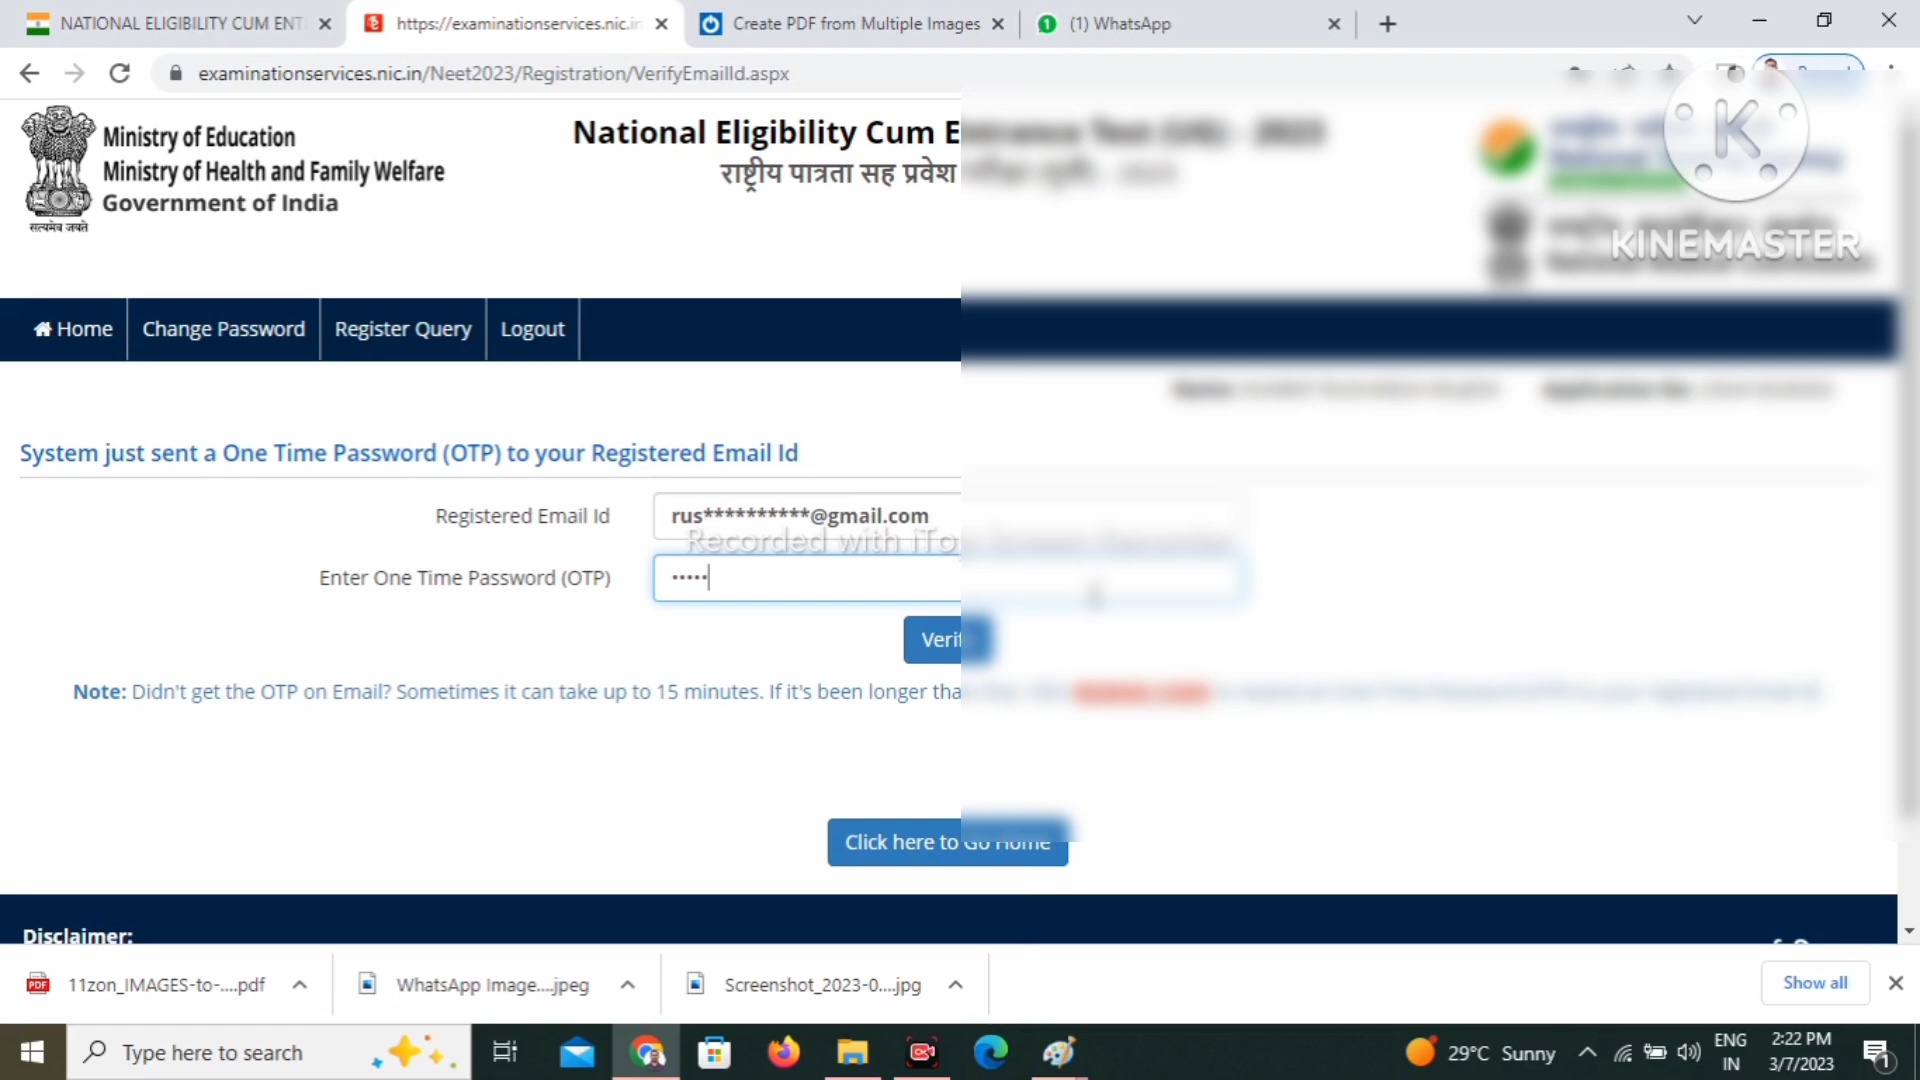 NATIONAL ELIGIBILITY CUM ENT
https://examinationservices.nic.in
Create PDF from Multiple Images
(1) WhatsApp
examinationservices.nic.in/Neet2023/Registration/VerifyEmailId.aspx
Ministry of Education
Ministry of Health and Family Welfare
Government of India
सत्यमेव जयते
National Eligibility Cum E
राष्ट्रीय पात्रता सह प्रवेश
K
KINEMASTER
Home
Change Password
Register Query
Logout
System just sent a One Time Password (OTP) to your Registered Email Id
Registered Email Id
rus**********@gmail.com
Recorded with iTo
Enter One Time Password (OTP)
•••••
Verif
Note: Didn't get the OTP on Email? Sometimes it can take up to 15 minutes. If it's been longer tha
Click here to Go Home
Disclaimer:
PDF
11zon_IMAGES-to-....pdf
WhatsApp Image....jpeg
Screenshot_2023-0....jpg
Show all
Type here to search
29°C Sunny
ENG
IN
2:22 PM
3/7/2023
1